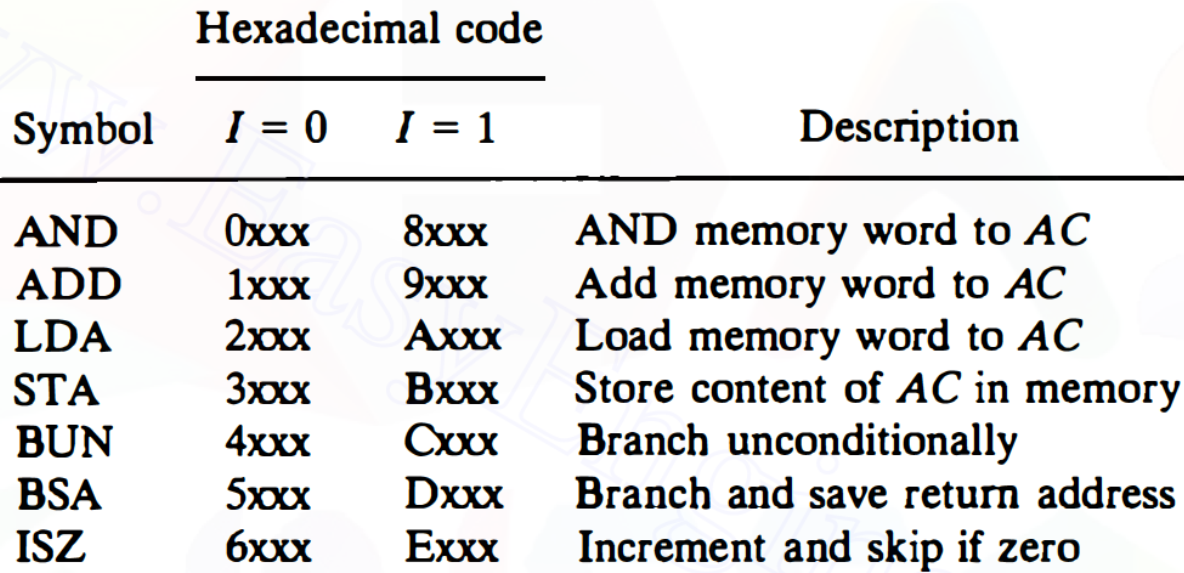 Hexadecimal code
Symbol I = 0 I = 1 Description
AND 0xxx 8xxx AND memory word to AC
ADD 1xxx 9xxx Add memory word to AC
LDA 2xxx Axxx Load memory word to AC
STA 3xxx Bxxx Store content of AC in memory
BUN 4xxx Cxxx Branch unconditionally
BSA 5xxx Dxxx Branch and save return address
ISZ 6xxx Exxx Increment and skip if zero